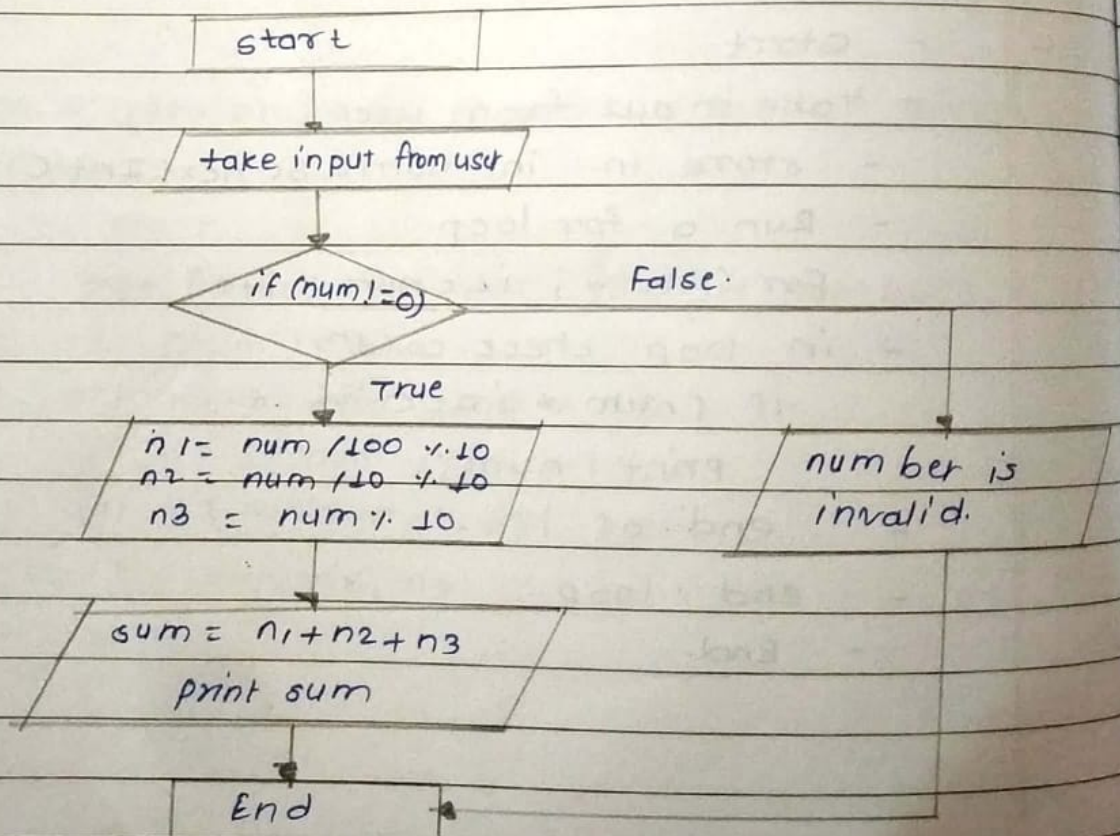 start
take input from user
if (num!=0)
False.
True
n1= num /100 %10
n2 = num /10 % 10
n3 = num % 10
number is
invalid.
sum = n1+n2+n3
print sum
End